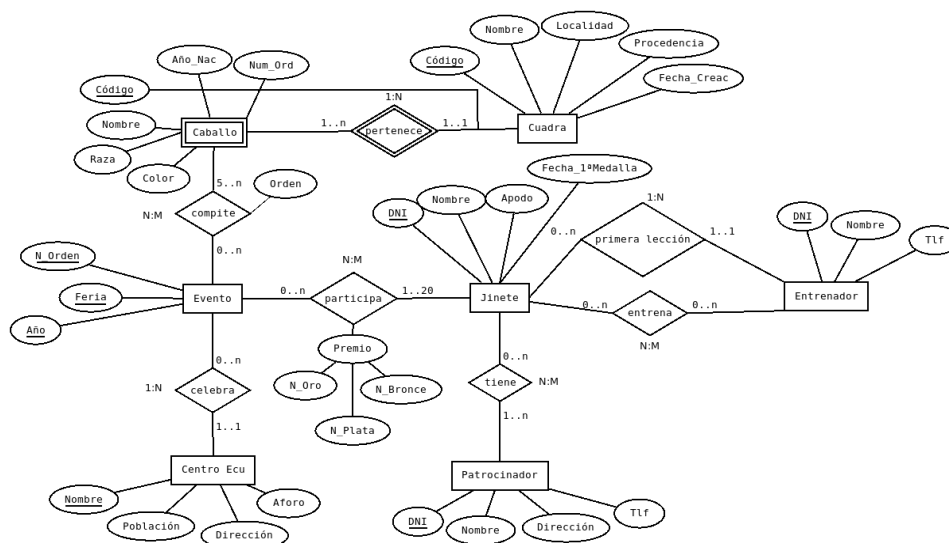 Nombre
Localidad
Procedencia
Código
Fecha_Creac
Año_Nac
Num_Ord
Código
1:N
Nombre
Caballo
1..n
pertenece
1..1
Cuadra
Raza
Color
5..n
Orden
Fecha_1ªMedalla
N:M
compite
DNI
Nombre
Apodo
1:N
0..n
primera lección
1..1
DNI
Nombre
Tlf
0..n
N_Orden
N:M
Feria
Evento
0..n
participa
1..20
Jinete
0..n
entrena
0..n
Entrenador
Año
N:M
Premio
0..n
0..n
1:N
celebra
N_Oro
N_Bronce
tiene
N:M
1..1
N_Plata
1..n
Centro Ecu
Patrocinador
Nombre
Aforo
Población
Dirección
DNI
Nombre
Dirección
Tlf